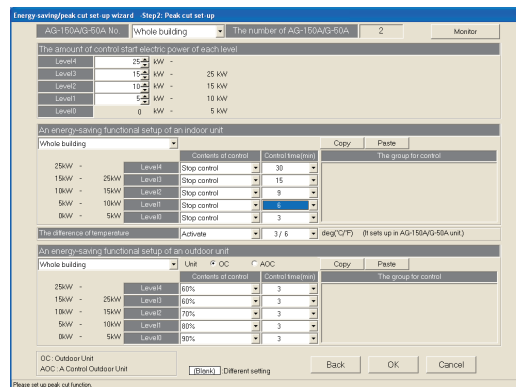 Energy-saving/peak cut set-up wizard -Step2: Peak cut set-up-
AG-150A/G-50A No. Whole building The number of AG-150A/G-50A 2 Monitor
The amount of control start electric power of each level
Level4 25 kW -
Level3 15 kW - 25 kW
Level2 10 kW - 15 kW
Level1 5 kW - 10 kW
Level0 0 kW - 5 kW
An energy-saving functional setup of an indoor unit
Whole building Copy Paste
Contents of control Control time(min) The group for control
25kW - Level4 Stop control 30
15kW - 25kW Level3 Stop control 15
10kW - 15kW Level2 Stop control 9
5kW - 10kW Level1 Stop control 6
0kW - 5kW Level0 Stop control 3
The difference of temperature Activate 3/ 6 deg(°C/°F) (It sets up in AG-150A/G-50A unit.)
An energy-saving functional setup of an outdoor unit
Whole building Unit OC AOC Copy Paste
Contents of control Control time(min) The group for control
25kW - Level4 60% 3
15kW - 25kW Level3 60% 3
10kW - 15kW Level2 70% 3
5kW - 10kW Level1 80% 3
0kW - 5kW Level0 90% 3
OC : Outdoor Unit
AOC : A Control Outdoor Unit
(Blank) : Different setting
Back OK Cancel
Please set up peak cut function.